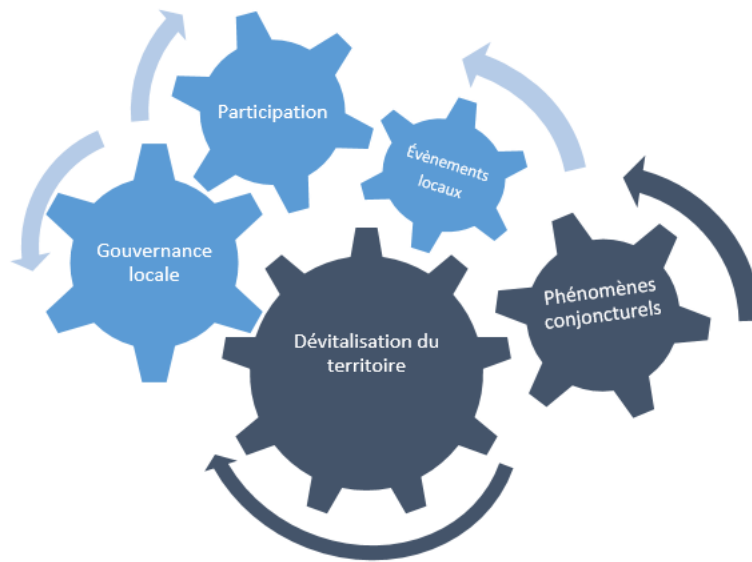 Participation
Évènements
locaux
Gouvernance
locale
Phénomènes
conjoncturels
Dévitalisation du
territoire